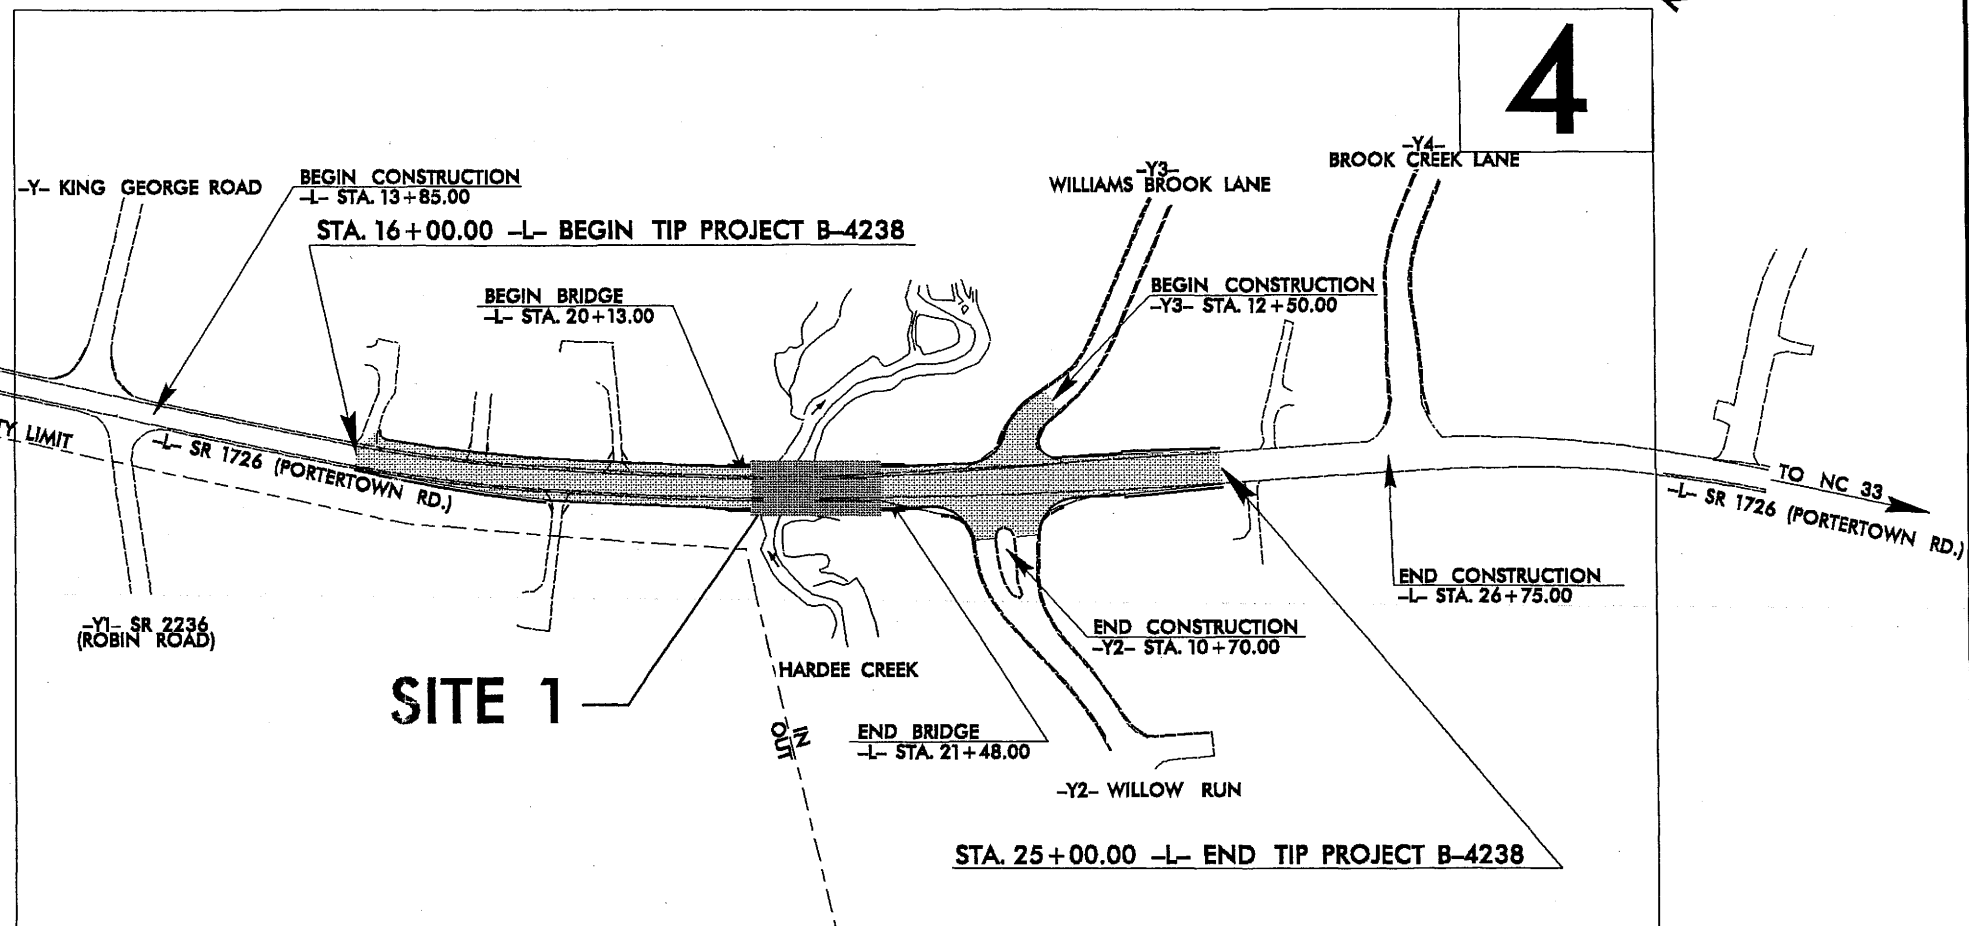 4
-Y4-
BROOK CREEK LANE
-Y3-
WILLIAMS BROOK LANE
-Y- KING GEORGE ROAD
BEGIN CONSTRUCTION
-L- STA. 13+85.00
STA. 16+00.00 -L- BEGIN TIP PROJECT B-4238
BEGIN BRIDGE
-L- STA. 20+13.00
BEGIN CONSTRUCTION
-Y3- STA. 12+50.00
LIMIT
-L- SR 1726 (PORTERTOWN RD.)
TO NC 33
-L- SR 1726 (PORTERTOWN RD.)
END CONSTRUCTION
-L- STA. 26+75.00
-Y1- SR 2236
(ROBIN ROAD)
END CONSTRUCTION
-Y2- STA. 10+70.00
HARDEE CREEK
SITE 1
IN
OUT
END BRIDGE
-L- STA. 21+48.00
-Y2- WILLOW RUN
STA. 25+00.00 -L- END TIP PROJECT B-4238